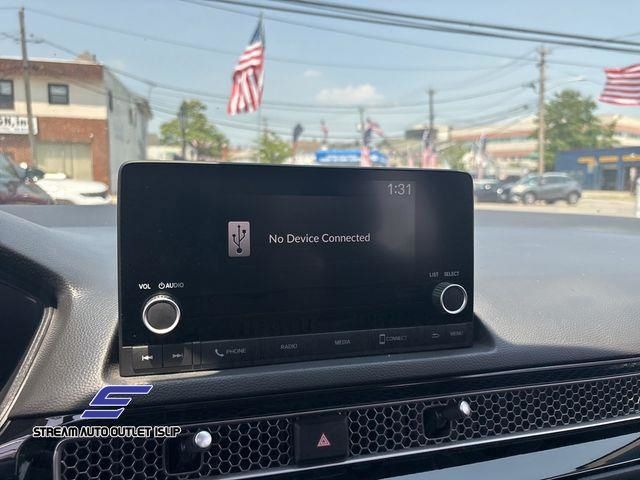 1:31
No Device Connected
VOL AUDIO
LIST SELECT
PHONE RADIO MEDIA CONNECT MENU
STREAM AUTO OUTLET ISLIP